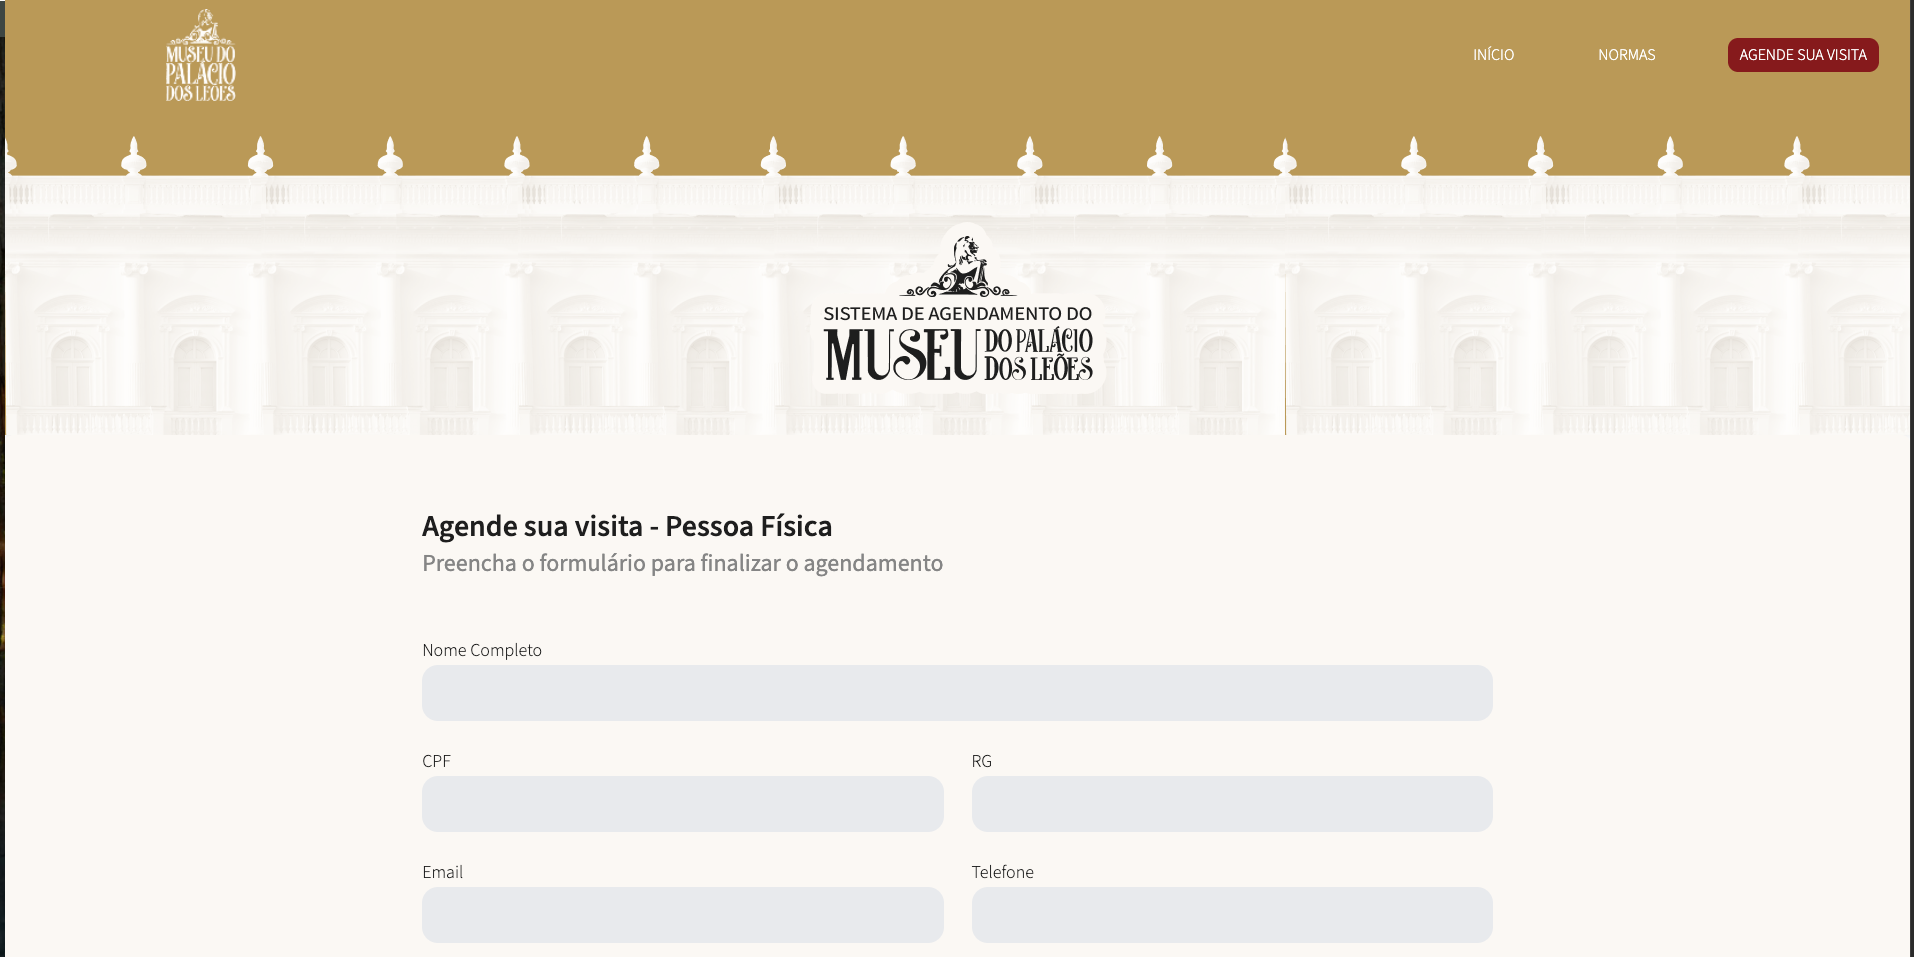 MUSEU DO
PALÁCIO
DOS LEÕES
INÍCIO
NORMAS
AGENDE SUA VISITA
SISTEMA DE AGENDAMENTO DO
MUSEU DO PALÁCIO
DOS LEÕES
Agende sua visita - Pessoa Física
Preencha o formulário para finalizar o agendamento
Nome Completo
CPF
RG
Email
Telefone